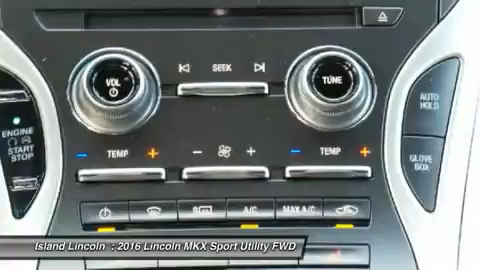 VOL
SEEK
TUNE
AUTO
HOLD
ENGINE
START
STOP
- TEMP +
- +
- TEMP +
GLOVE
BOX
A/C
MAX A/C
Island Lincoln : 2016 Lincoln MKX Sport Utility FWD